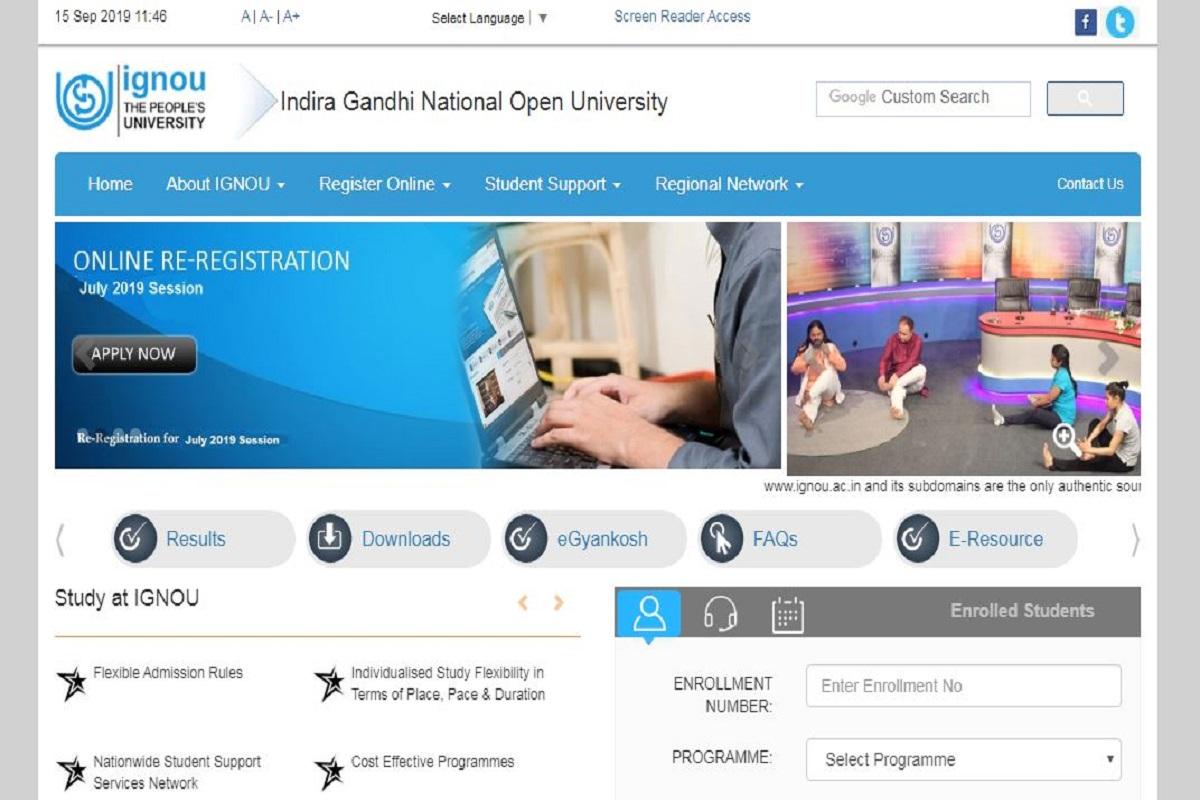 15 Sep 2019 11:46
A | A- | A+
Select Language | ▼
Screen Reader Access
f
t
ignou
THE PEOPLE'S
UNIVERSITY
Indira Gandhi National Open University
Google Custom Search
Home
About IGNOU
Register Online
Student Support
Regional Network
Contact Us
ONLINE RE-REGISTRATION
July 2019 Session
APPLY NOW
Re-Registration for July 2019 Session
www.ignou.ac.in and its subdomains are the only authentic sour
Results
Downloads
eGyankosh
FAQs
E-Resource
Study at IGNOU
Flexible Admission Rules
Individualised Study Flexibility in
Terms of Place, Pace & Duration
Nationwide Student Support
Services Network
Cost Effective Programmes
Enrolled Students
ENROLLMENT
NUMBER:
Enter Enrollment No
PROGRAMME:
Select Programme